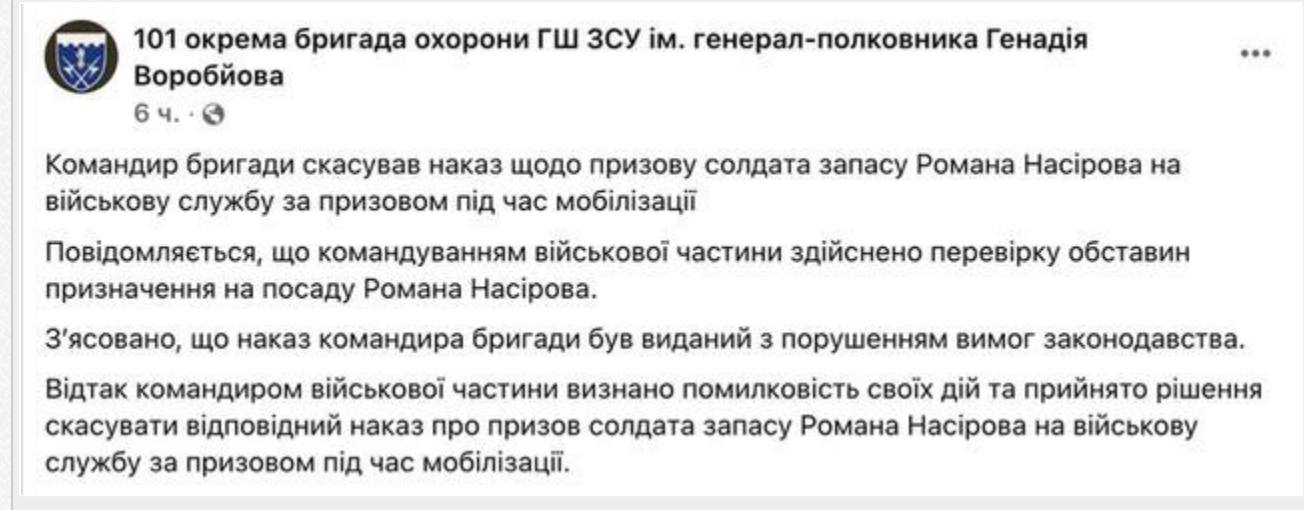 101 окрема бригада охорони ГШ ЗСУ ім. генерал-полковника Генадія
Воробйова
6 ч. ·
Командир бригади скасував наказ щодо призову солдата запасу Романа Насірова на
військову службу за призовом під час мобілізації
Повідомляється, що командуванням військової частини здійснено перевірку обставин
призначення на посаду Романа Насірова.
З’ясовано, що наказ командира бригади був виданий з порушенням вимог законодавства.
Відтак командиром військової частини визнано помилковість своїх дій та прийнято рішення
скасувати відповідний наказ про призов солдата запасу Романа Насірова на військову
службу за призовом під час мобілізації.